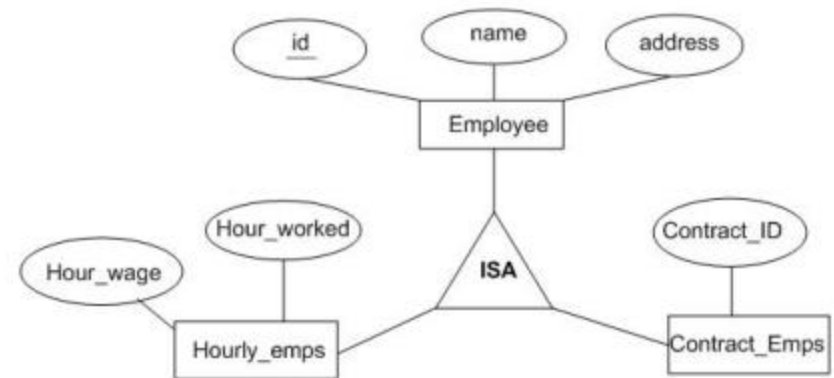 id
name
address
Employee
Hour_worked
Contract_ID
Hour_wage
ISA
Hourly_emps
Contract_Emps